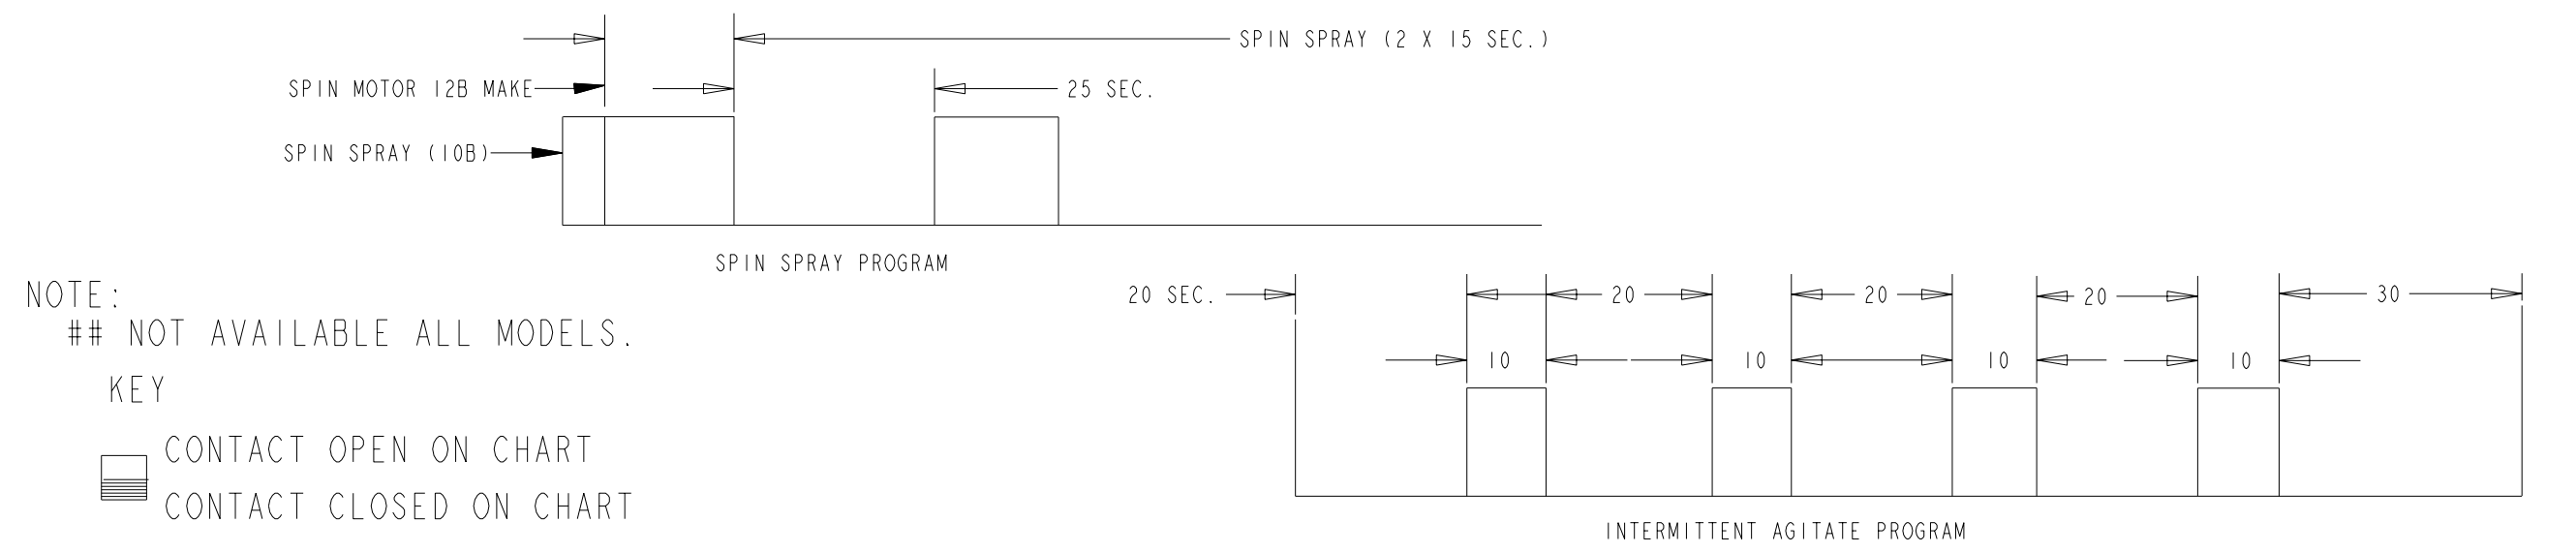 SPIN SPRAY (2 X 15 SEC.)
SPIN MOTOR 12B MAKE
25 SEC.
SPIN SPRAY (10B)
SPIN SPRAY PROGRAM
NOTE:
## NOT AVAILABLE ALL MODELS.
KEY
CONTACT OPEN ON CHART
CONTACT CLOSED ON CHART
20 SEC.
20
20
20
30
10
10
10
10
INTERMITTENT AGITATE PROGRAM